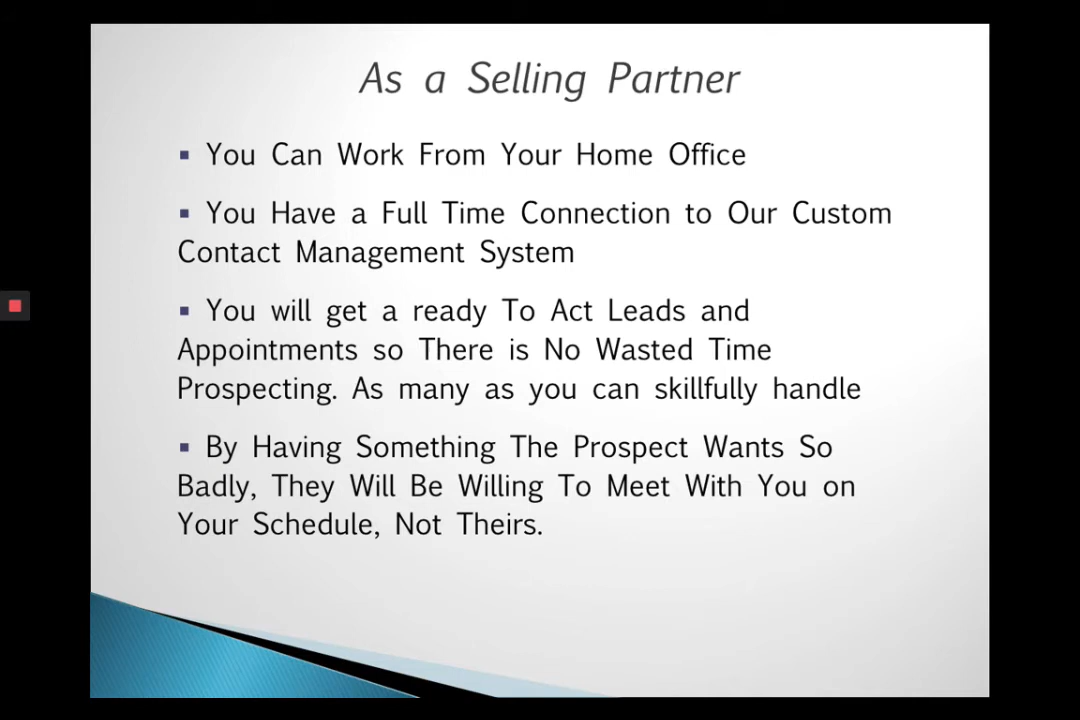 As a Selling Partner
▪ You Can Work From Your Home Office
▪ You Have a Full Time Connection to Our Custom
Contact Management System
▪ You will get a ready To Act Leads and
Appointments so There is No Wasted Time
Prospecting. As many as you can skillfully handle
▪ By Having Something The Prospect Wants So
Badly, They Will Be Willing To Meet With You on
Your Schedule, Not Theirs.